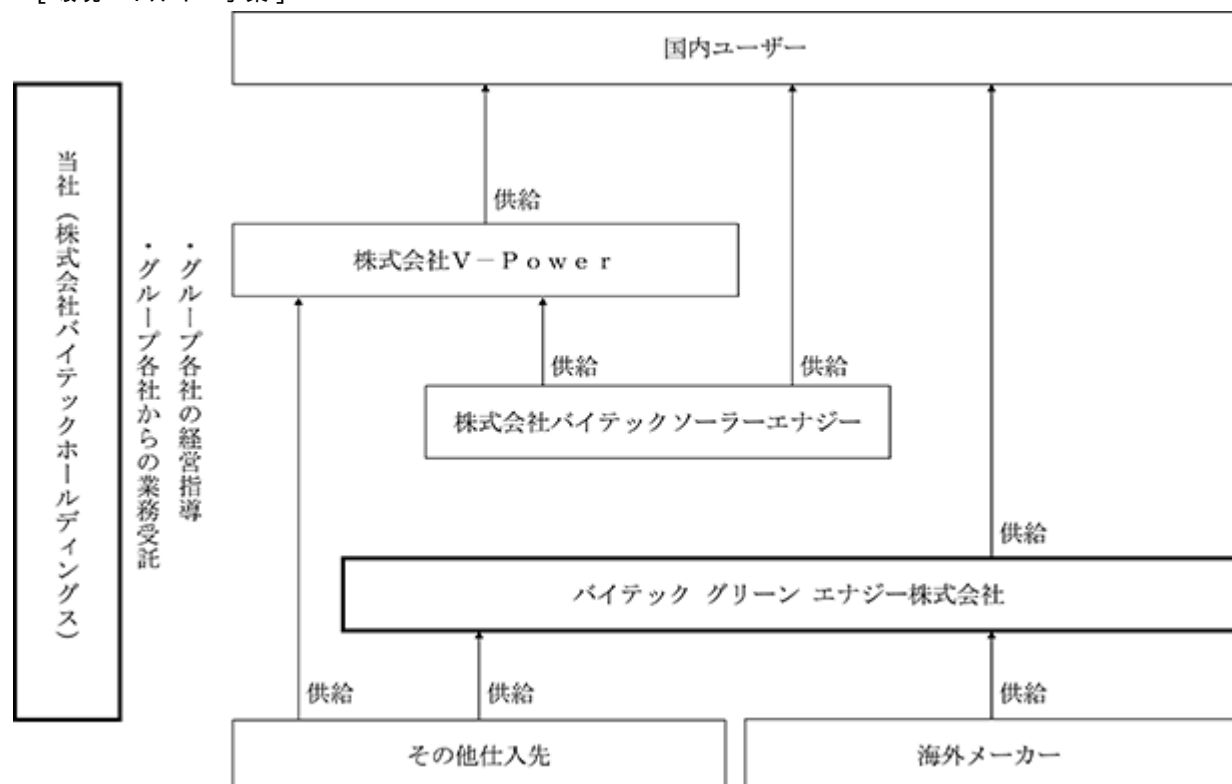 国内ユーザー
供給
株式会社V－Ｐｏｗｅｒ
供給
供給
株式会社バイテックソーラーエナジー
供給
バイテック グリーン エナジー株式会社
供給
供給
供給
その他仕入先
海外メーカー
当社（株式会社バイテックホールディングス）
・グループ各社の経営指導
・グループ各社からの業務受託